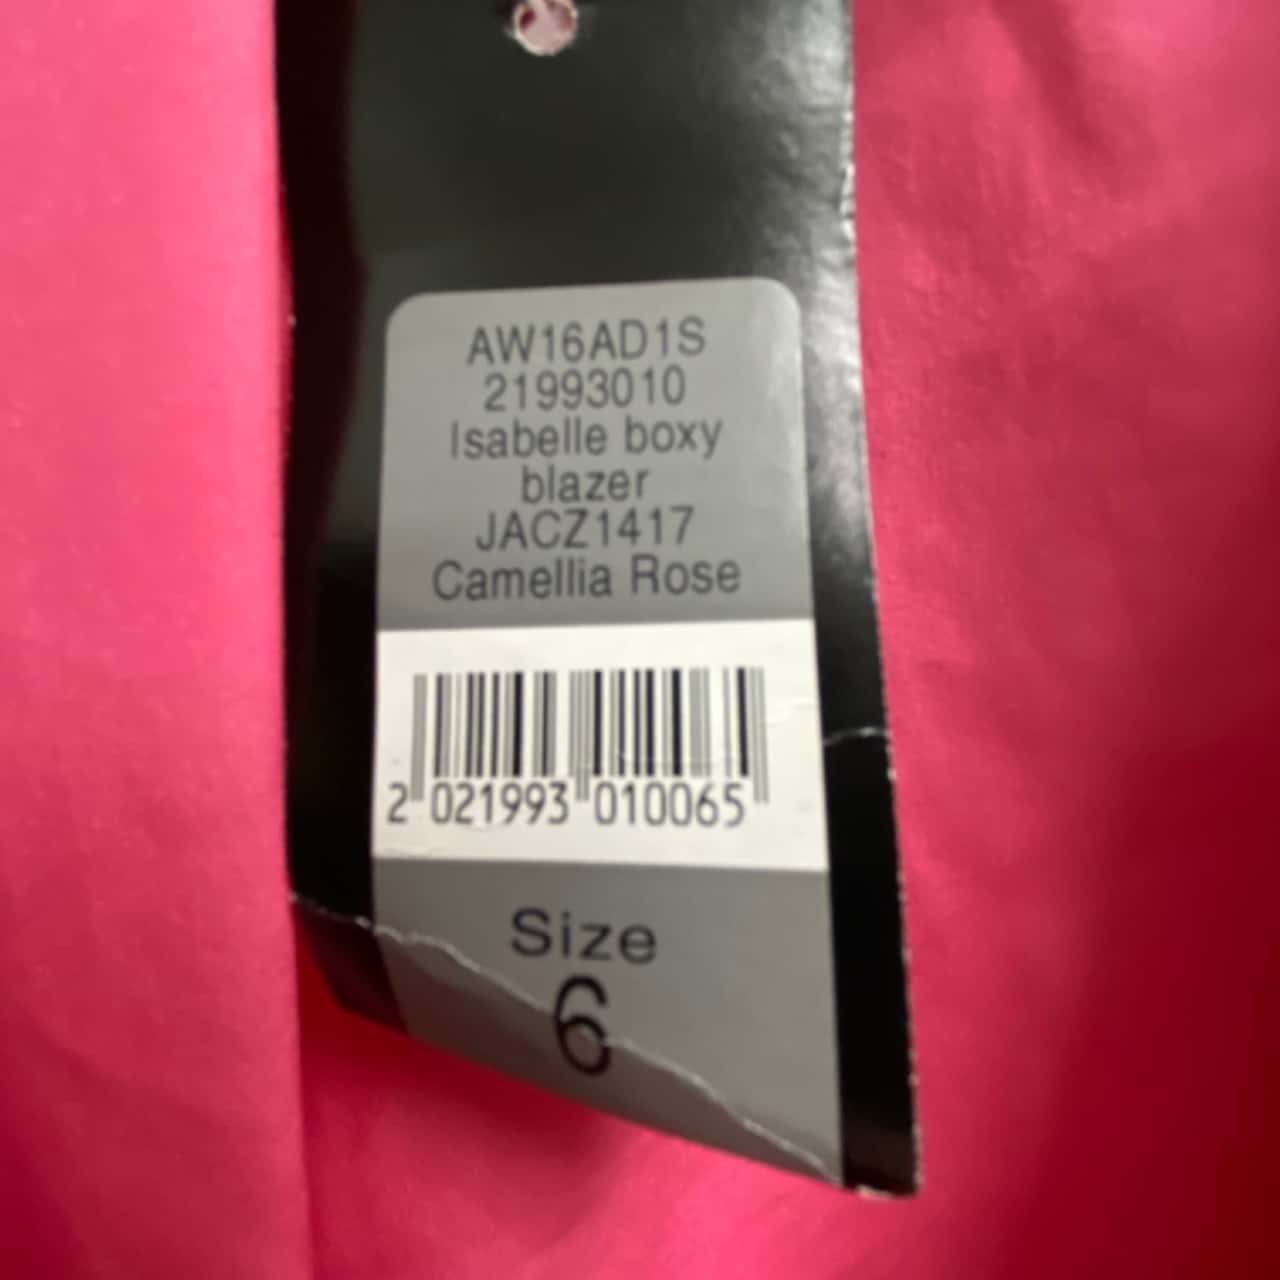 AW16AD1S
21993010
Isabelle boxy
blazer
JACZ1417
Camellia Rose
2 021993 010065
Size
6